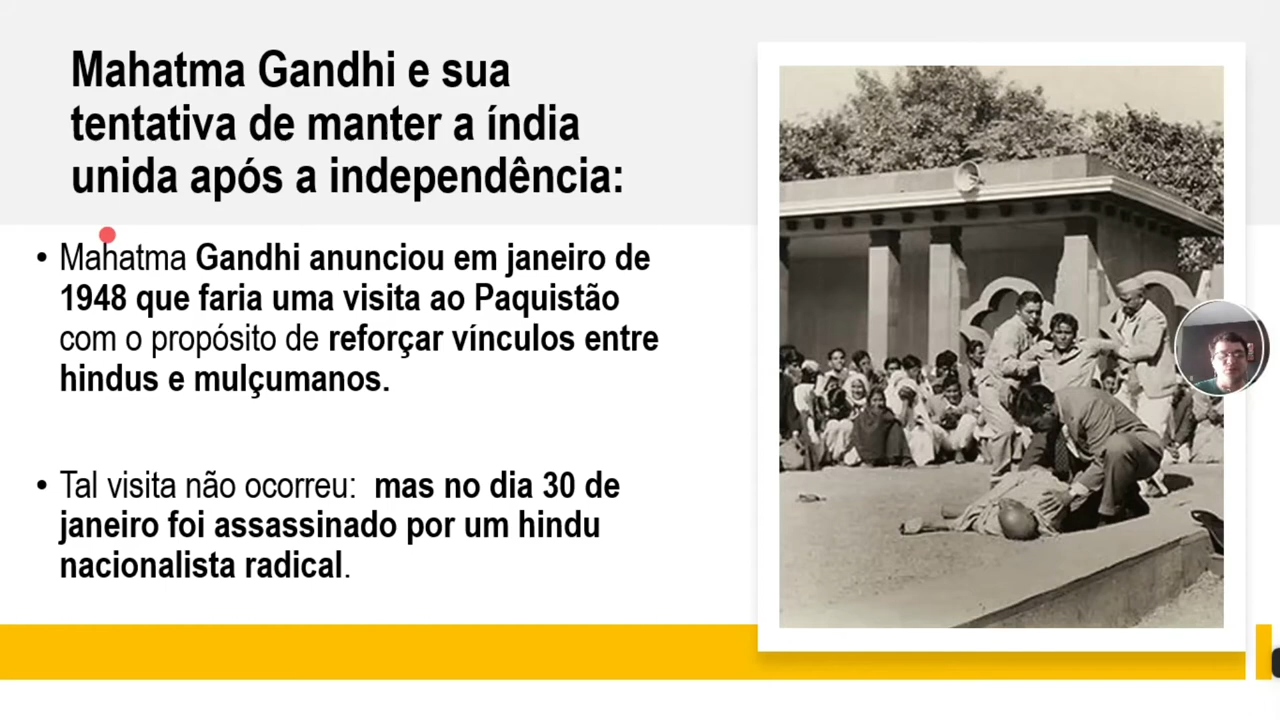 Mahatma Gandhi e sua
tentativa de manter a índia
unida após a independência:
• Mahatma Gandhi anunciou em janeiro de
1948 que faria uma visita ao Paquistão
com o propósito de reforçar vínculos entre
hindus e mulçumanos.
• Tal visita não ocorreu:  mas no dia 30 de
janeiro foi assassinado por um hindu
nacionalista radical.